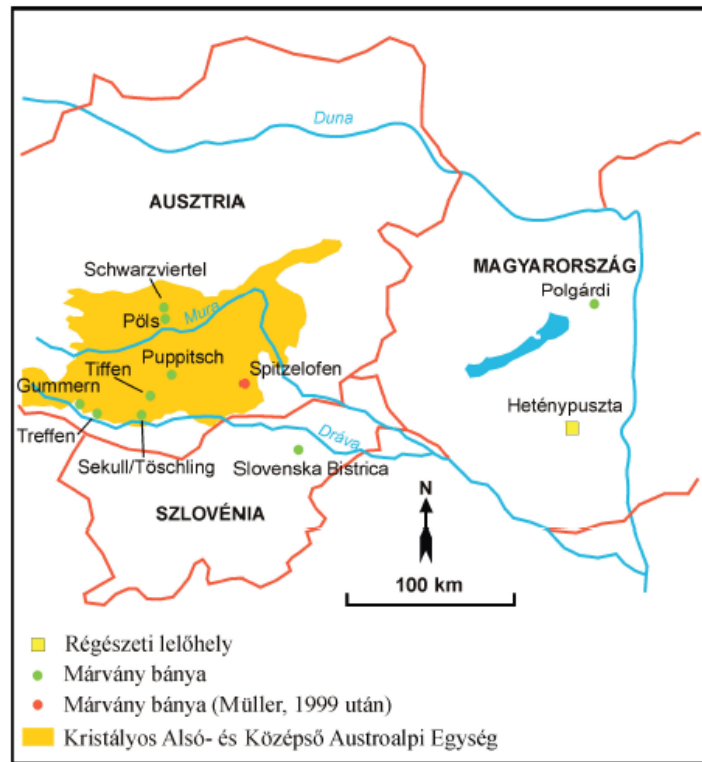 Duna
AUSZTRIA
Schwarzviertel
MAGYARORSZÁG
Polgárdi
Mura
Pöls
Puppitsch
Tiffen
Spitzelofen
Gummern
Heténypuszta
Treffen
Dráva
Sekull/Töschling
Slovenska Bistrica
N
SZLOVÉNIA
100 km
Régészeti lelőhely
Márvány bánya
Márvány bánya (Müller, 1999 után)
Kristályos Alsó- és Középső Austroalpi Egység